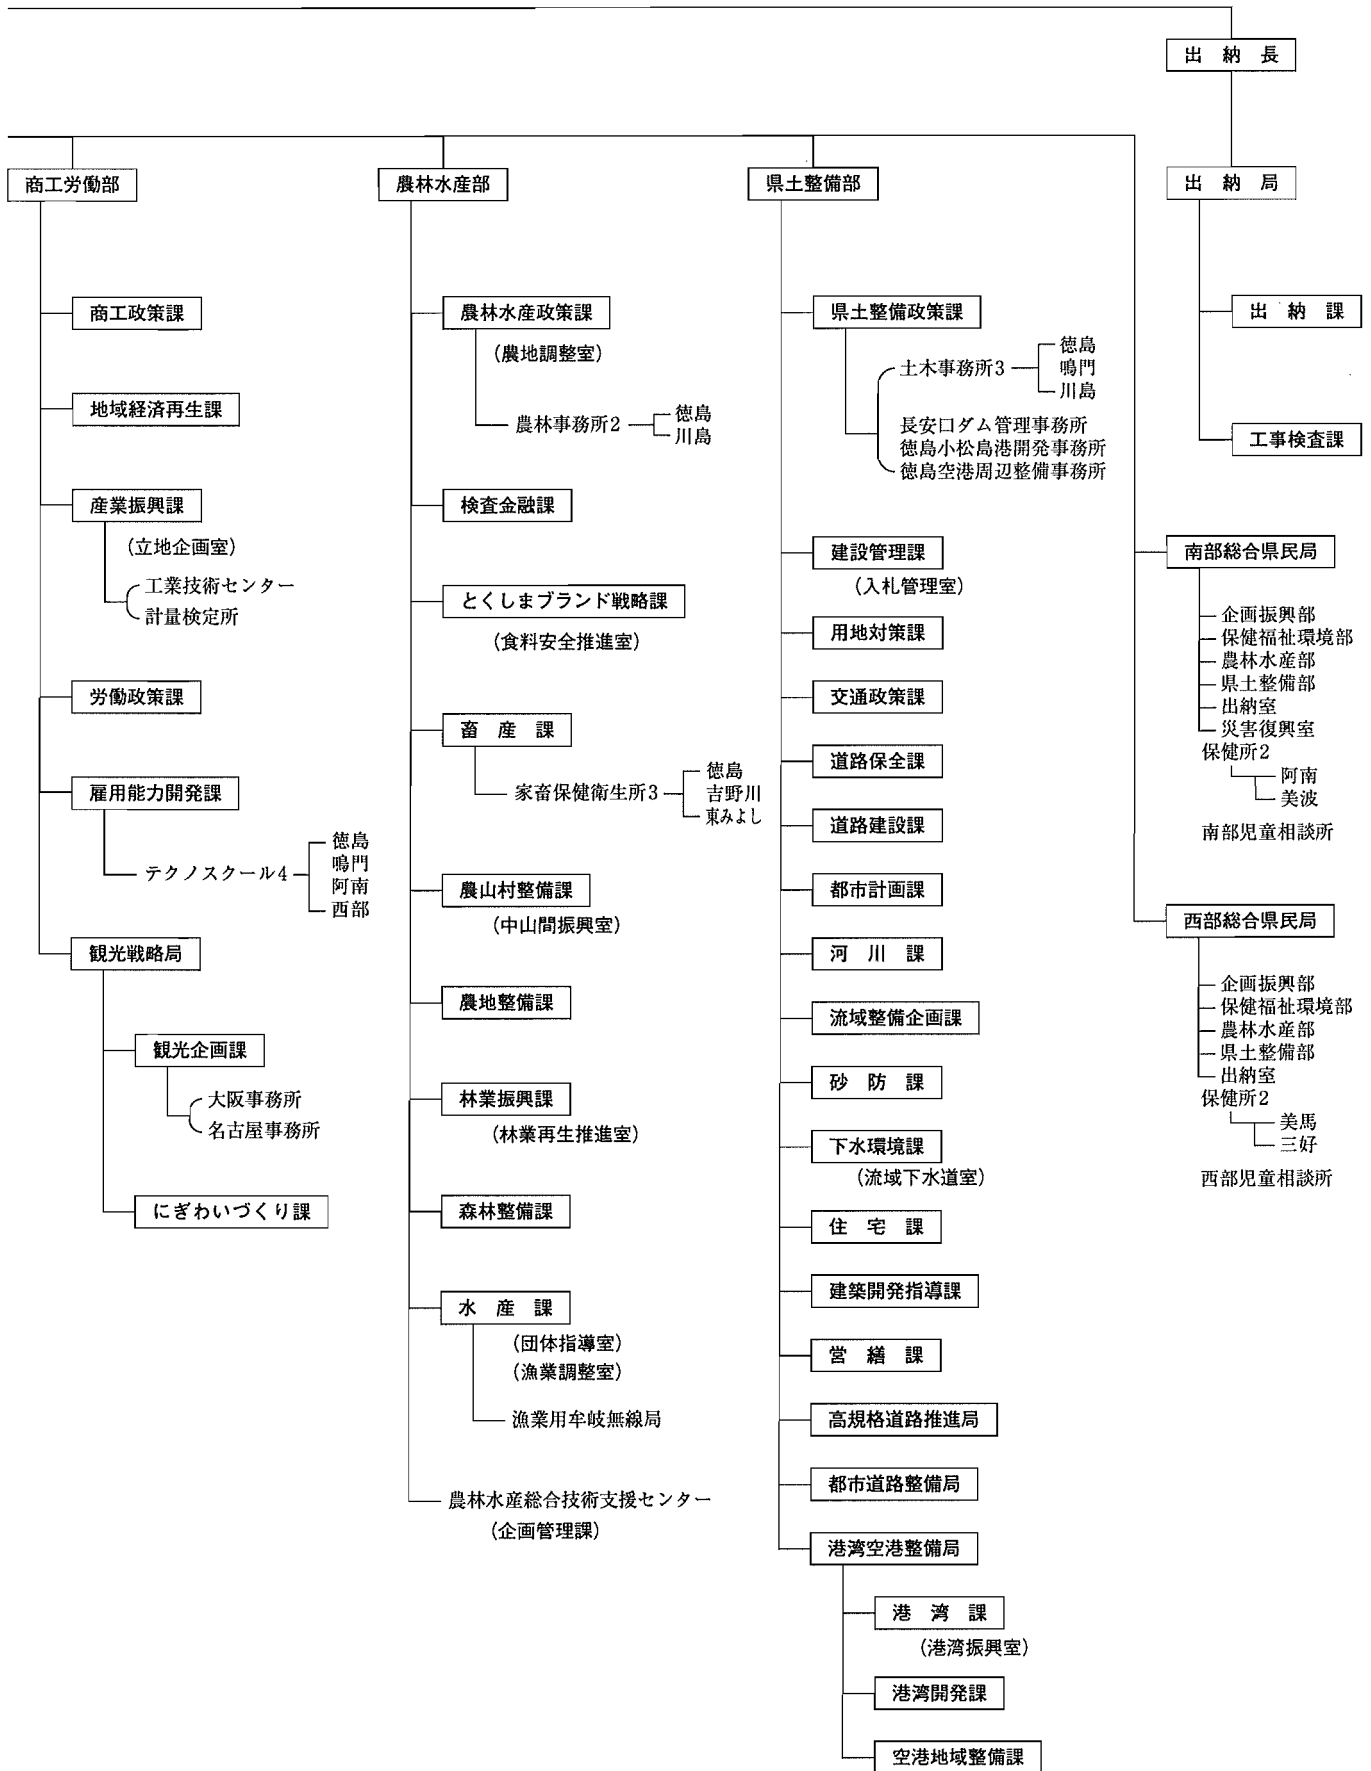 出納長
商工労働部
農林水産部
県土整備部
出納局
商工政策課
地域経済再生課
産業振興課
(立地企画室)
工業技術センター
計量検定所
労働政策課
雇用能力開発課
テクノスクール4
徳島
鳴門
阿南
西部
観光戦略局
観光企画課
大阪事務所
名古屋事務所
にぎわいづくり課
農林水産政策課
(農地調整室)
農林事務所2
徳島
川島
検査金融課
とくしまブランド戦略課
(食料安全推進室)
畜産課
家畜保健衛生所3
徳島
吉野川
東みよし
農山村整備課
(中山間振興室)
農地整備課
林業振興課
(林業再生推進室)
森林整備課
水産課
(団体指導室)
(漁業調整室)
漁業用牟岐無線局
農林水産総合技術支援センター
(企画管理課)
県土整備政策課
土木事務所3
徳島
鳴門
川島
長安口ダム管理事務所
徳島小松島港開発事務所
徳島空港周辺整備事務所
建設管理課
(入札管理室)
用地対策課
交通政策課
道路保全課
道路建設課
都市計画課
河川課
流域整備企画課
砂防課
下水環境課
(流域下水道室)
住宅課
建築開発指導課
営繕課
高規格道路推進局
都市道路整備局
港湾空港整備局
港湾課
(港湾振興室)
港湾開発課
空港地域整備課
出納課
工事検査課
南部総合県民局
企画振興部
保健福祉環境部
農林水産部
県土整備部
出納室
災害復興室
保健所2
阿南
美波
南部児童相談所
西部総合県民局
企画振興部
保健福祉環境部
農林水産部
県土整備部
出納室
保健所2
美馬
三好
西部児童相談所